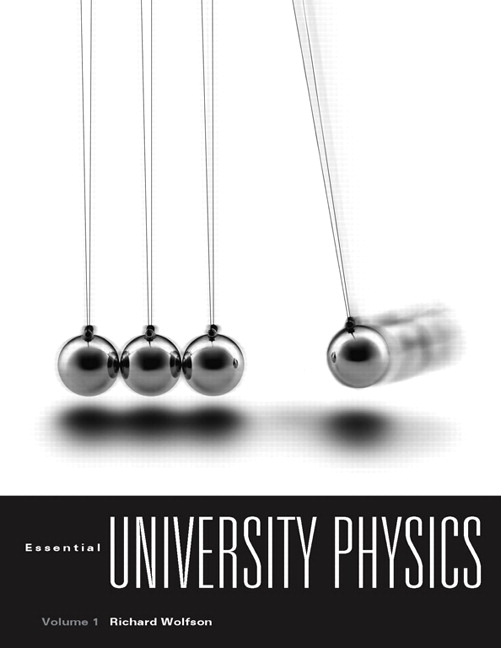 Essential UNIVERSITY PHYSICS
Volume 1 Richard Wolfson